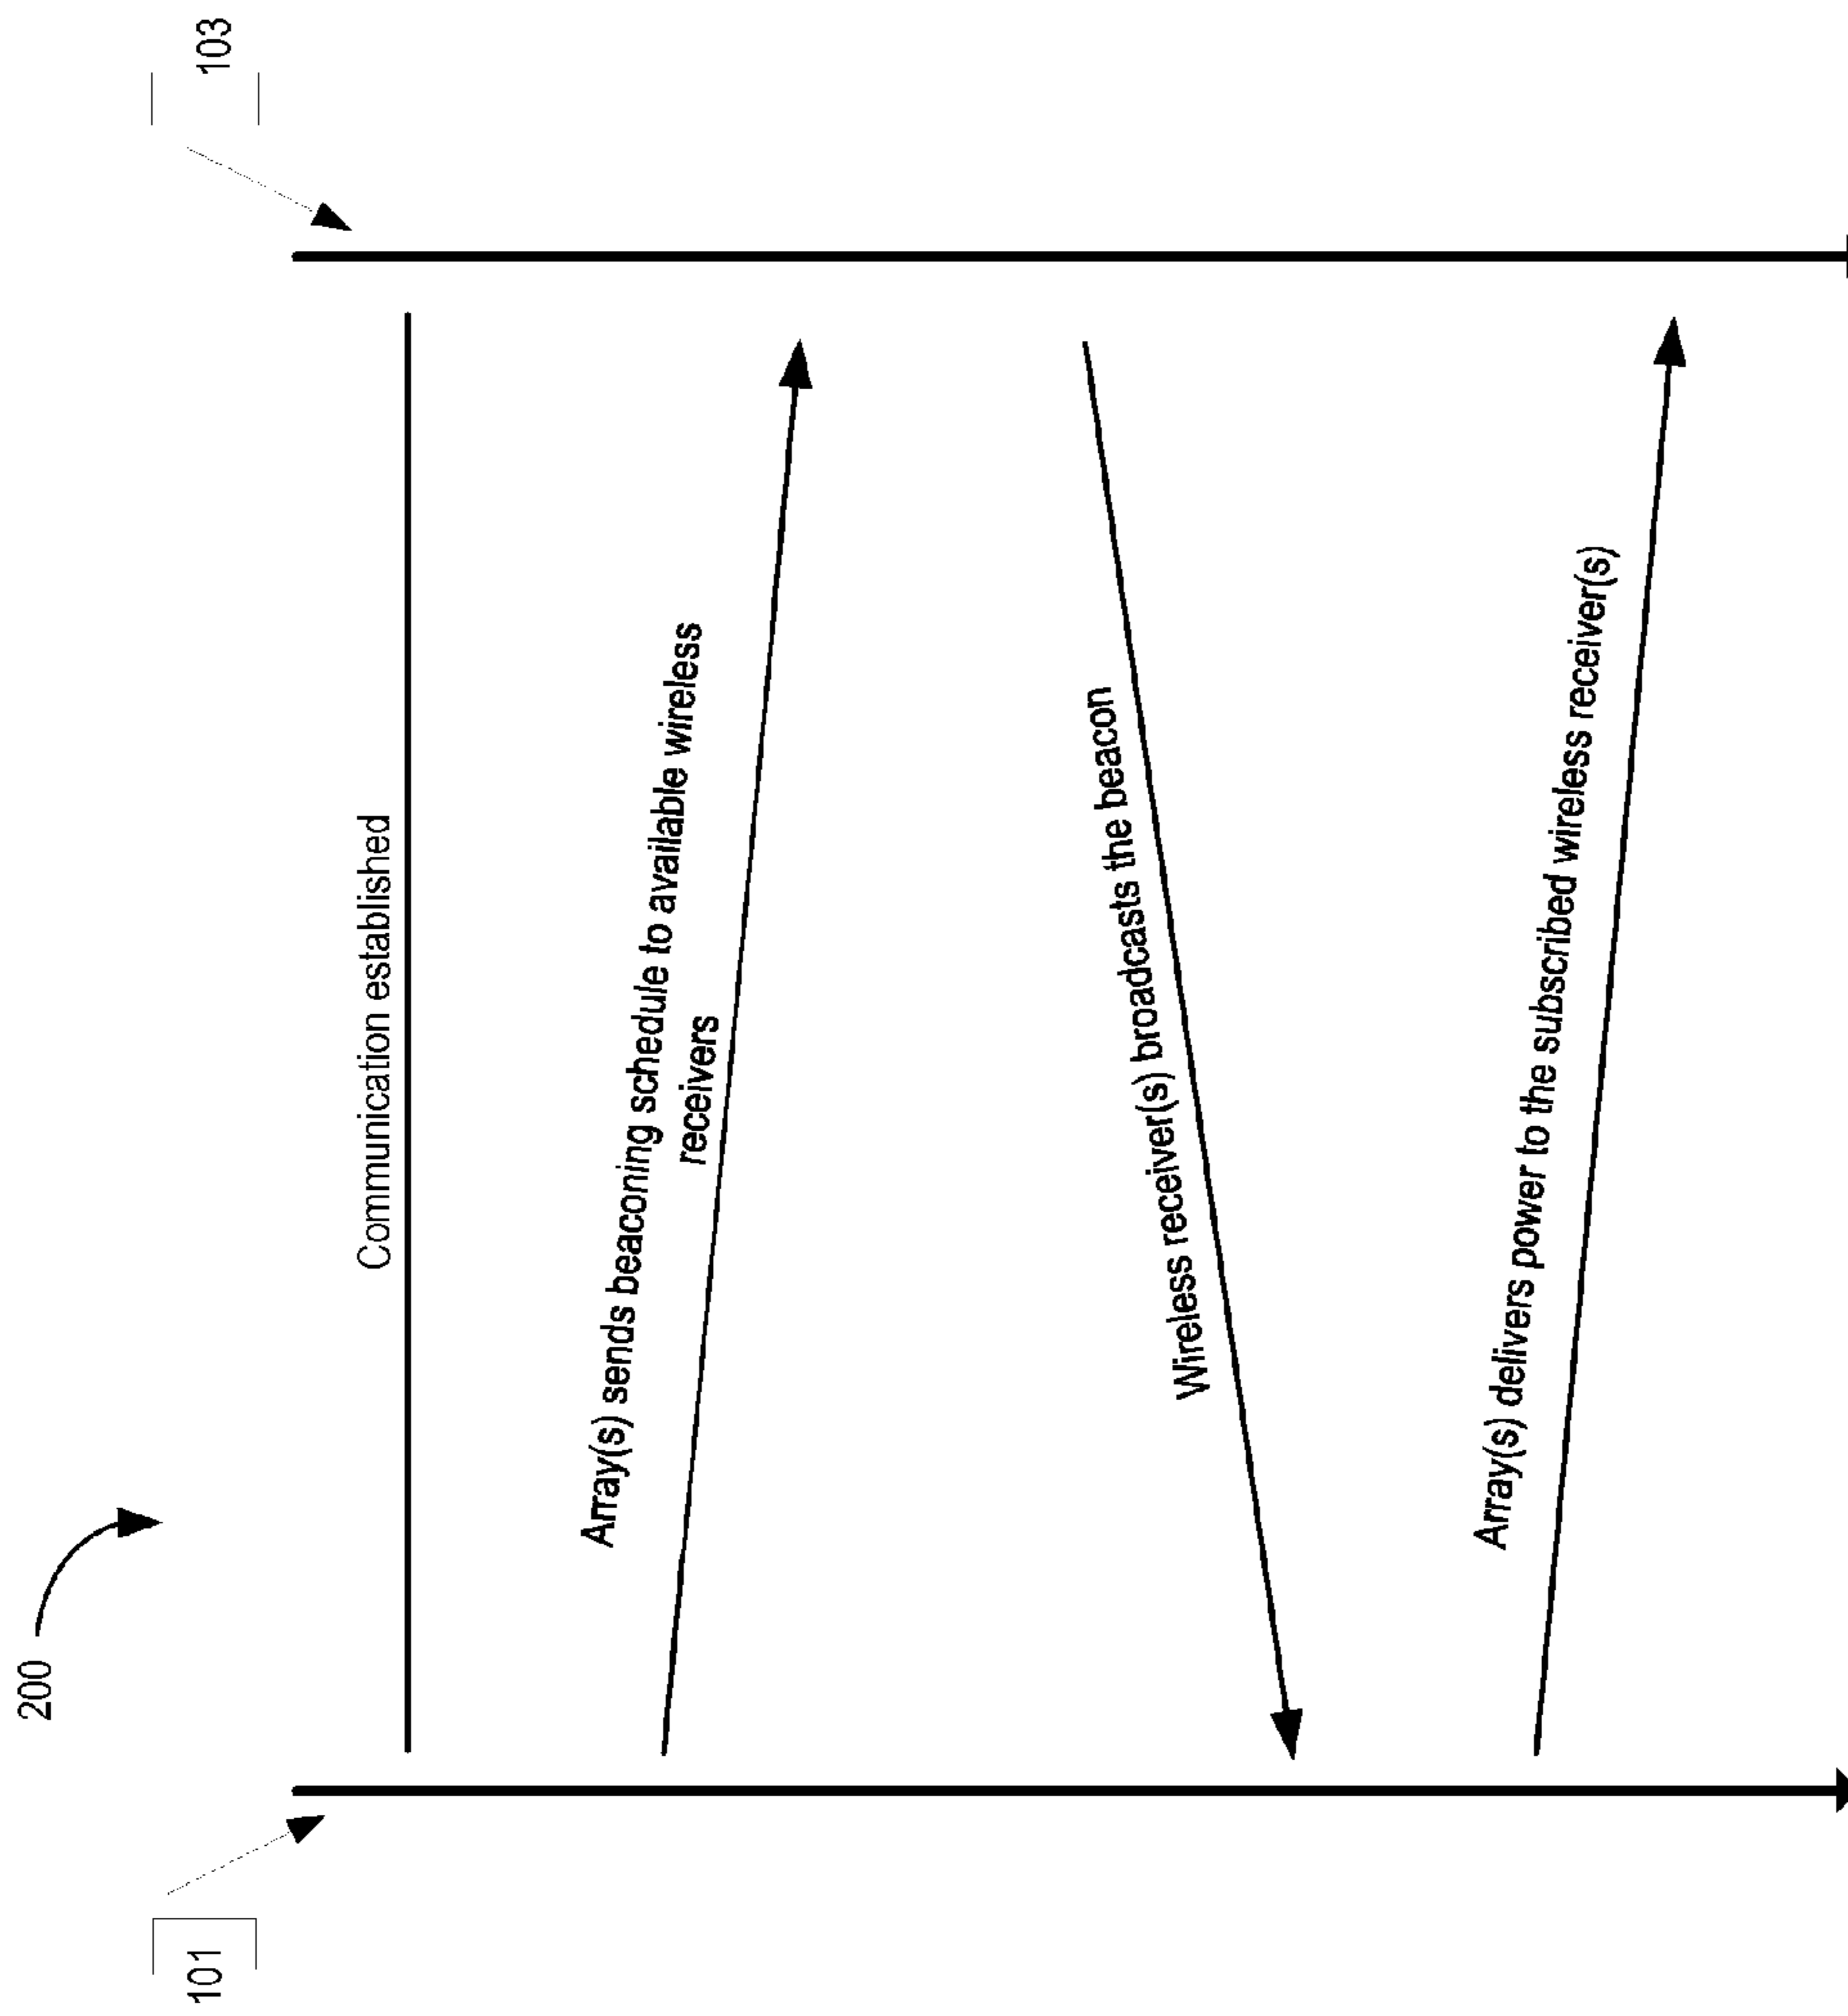 200
101
103
Communication established
Array(s) sends beaconing schedule to available wireless
receivers
Wireless receiver(s) broadcasts the beacon
Array(s) delivers power to the subscribed wireless receiver(s)